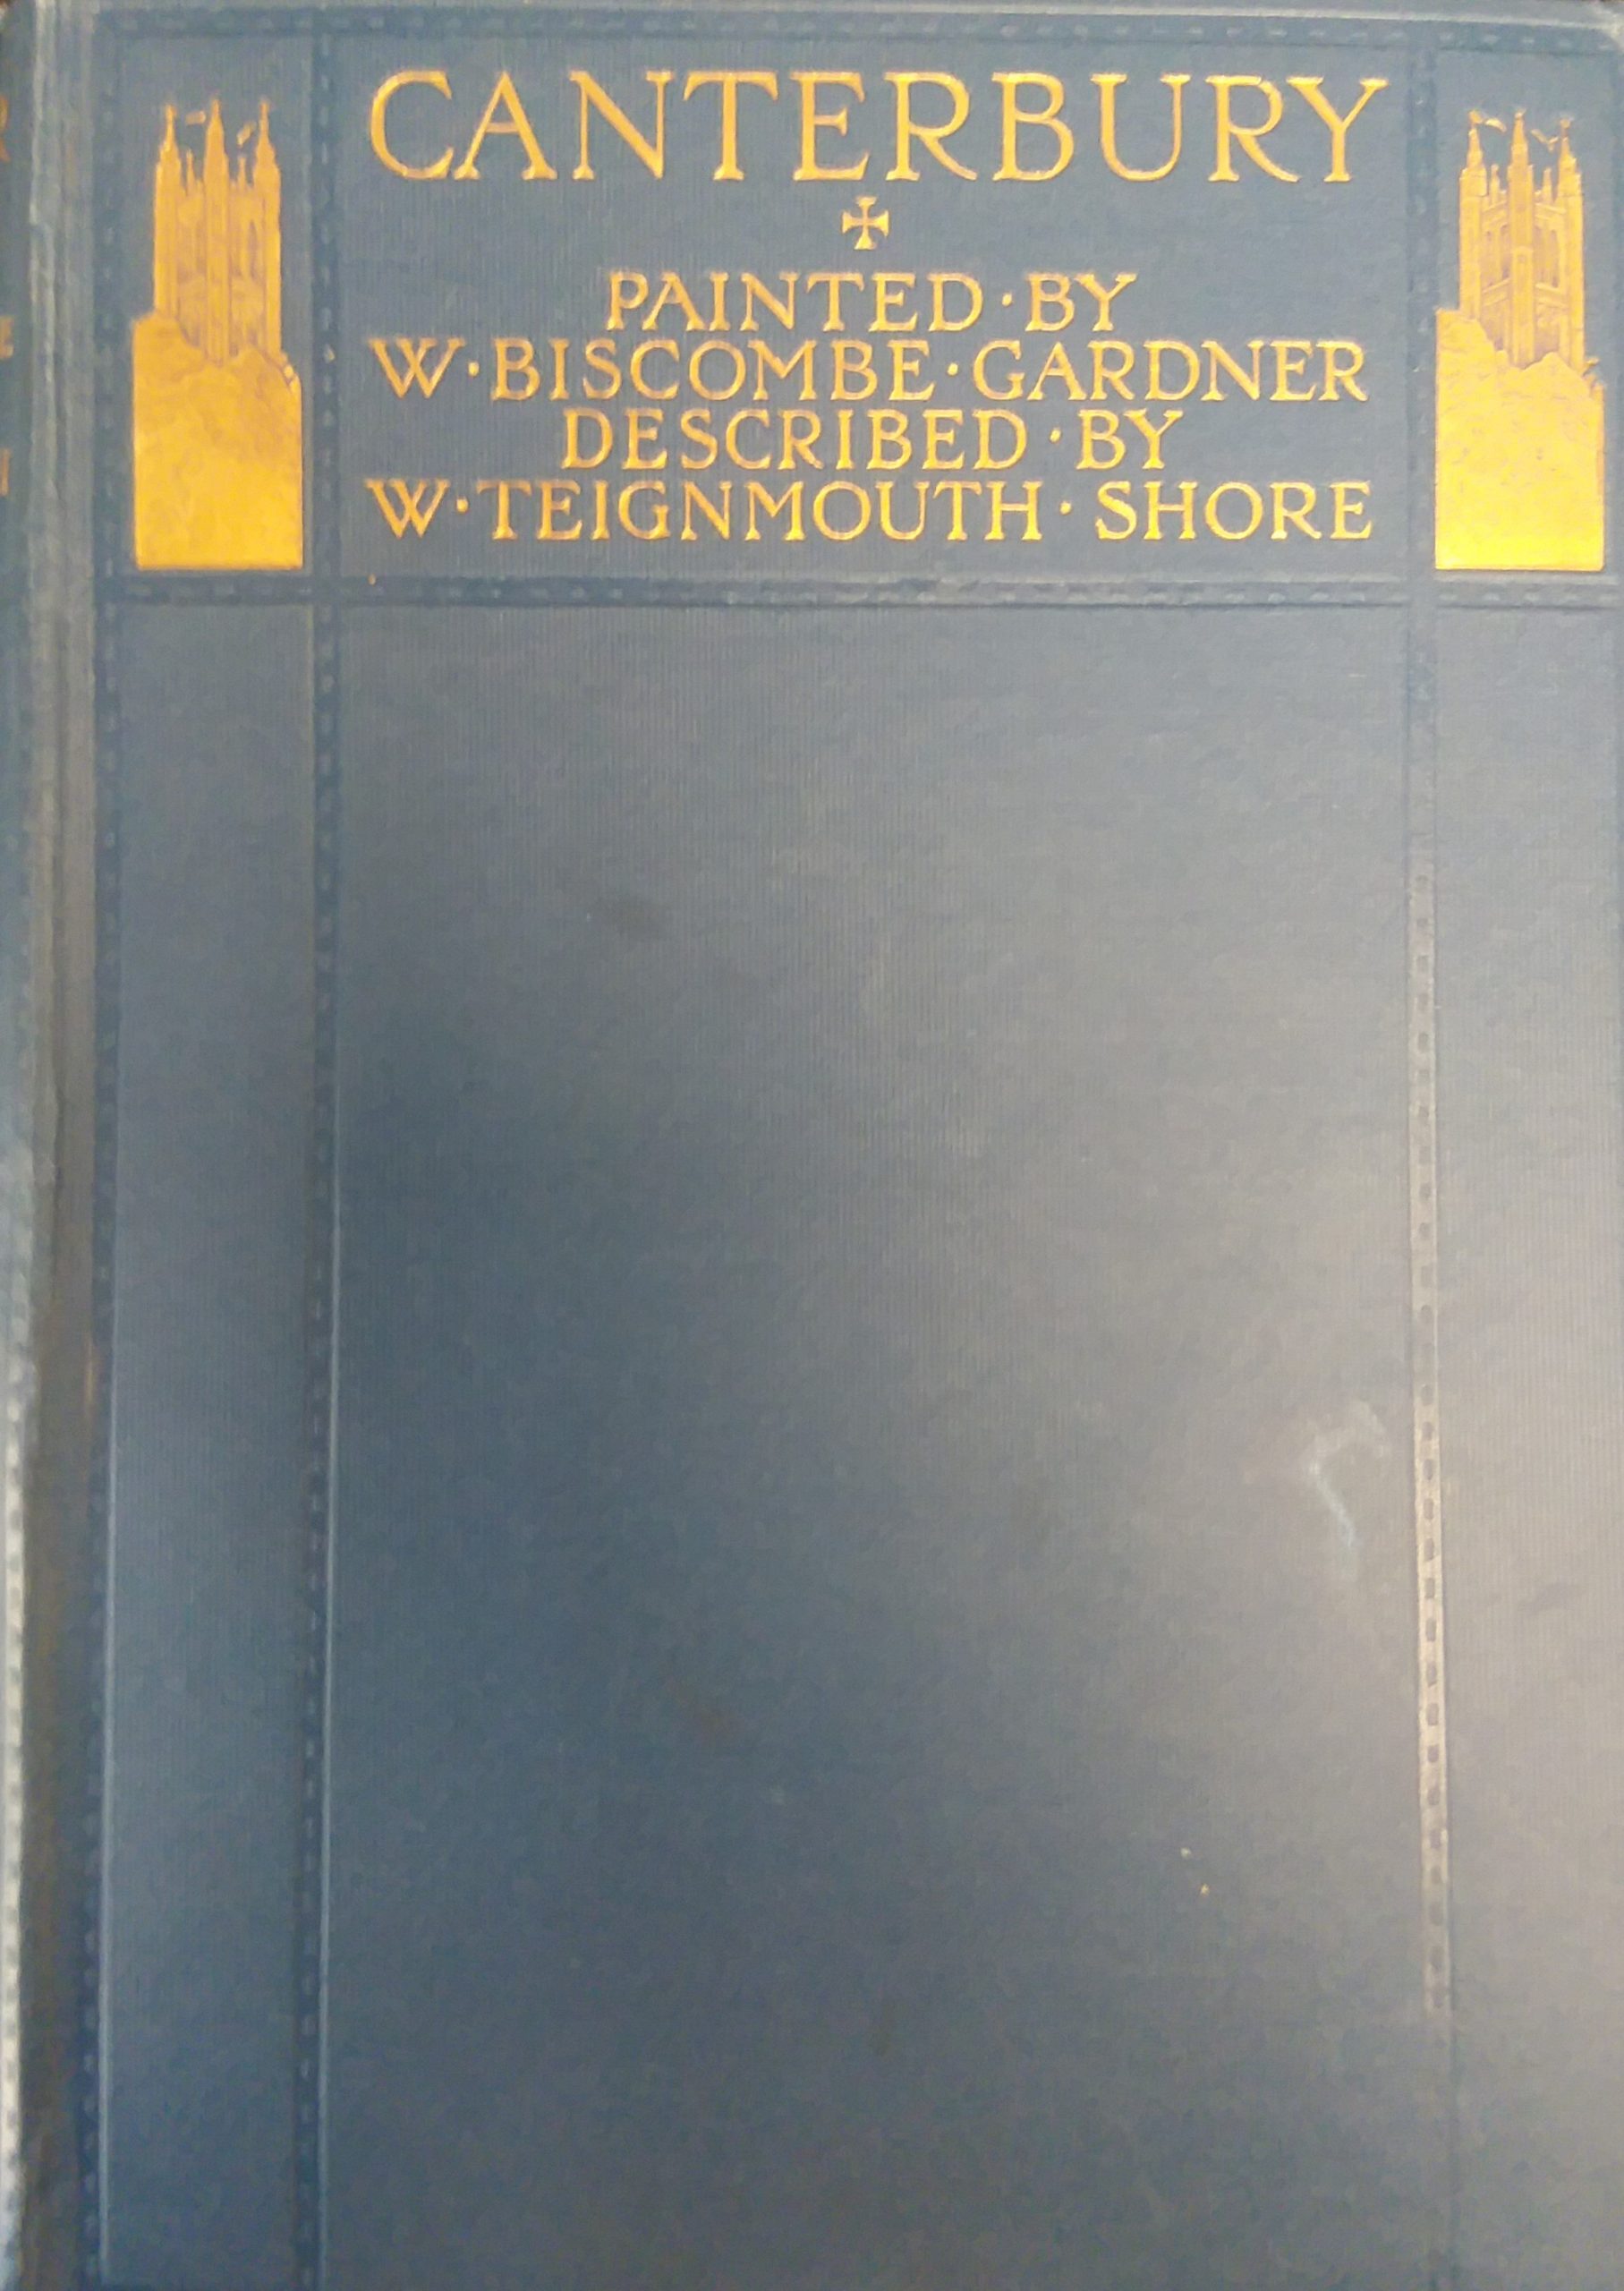 CANTERBURY
PAINTED·BY
W·BISCOMBE·GARDNER
DESCRIBED·BY
W·TEIGNMOUTH·SHORE